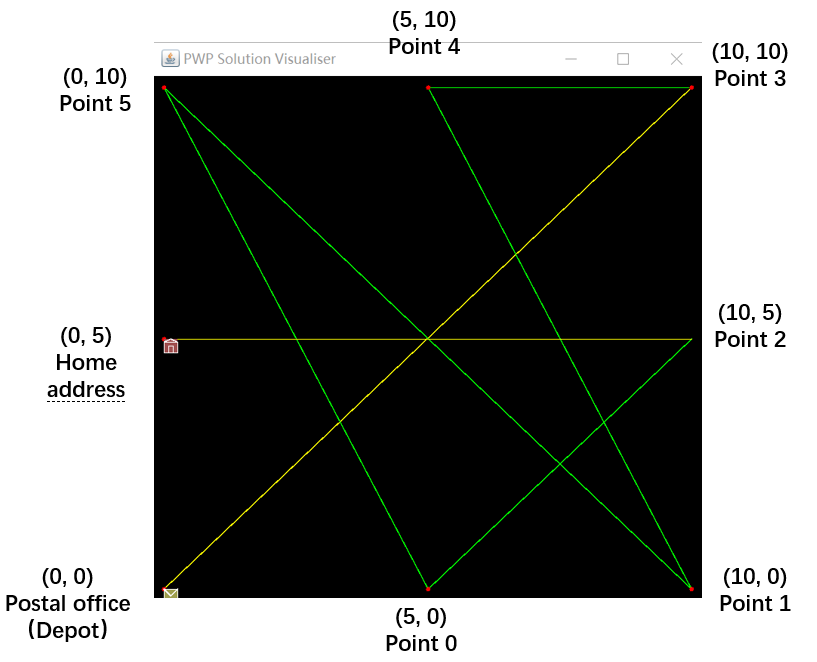 (5, 10)
Point 4
PWP Solution Visualiser
(10, 10)
Point 3
(0, 10)
Point 5
(0, 5)
Home
address
(10, 5)
Point 2
(0, 0)
Postal office
(Depot)
(5, 0)
Point 0
(10, 0)
Point 1